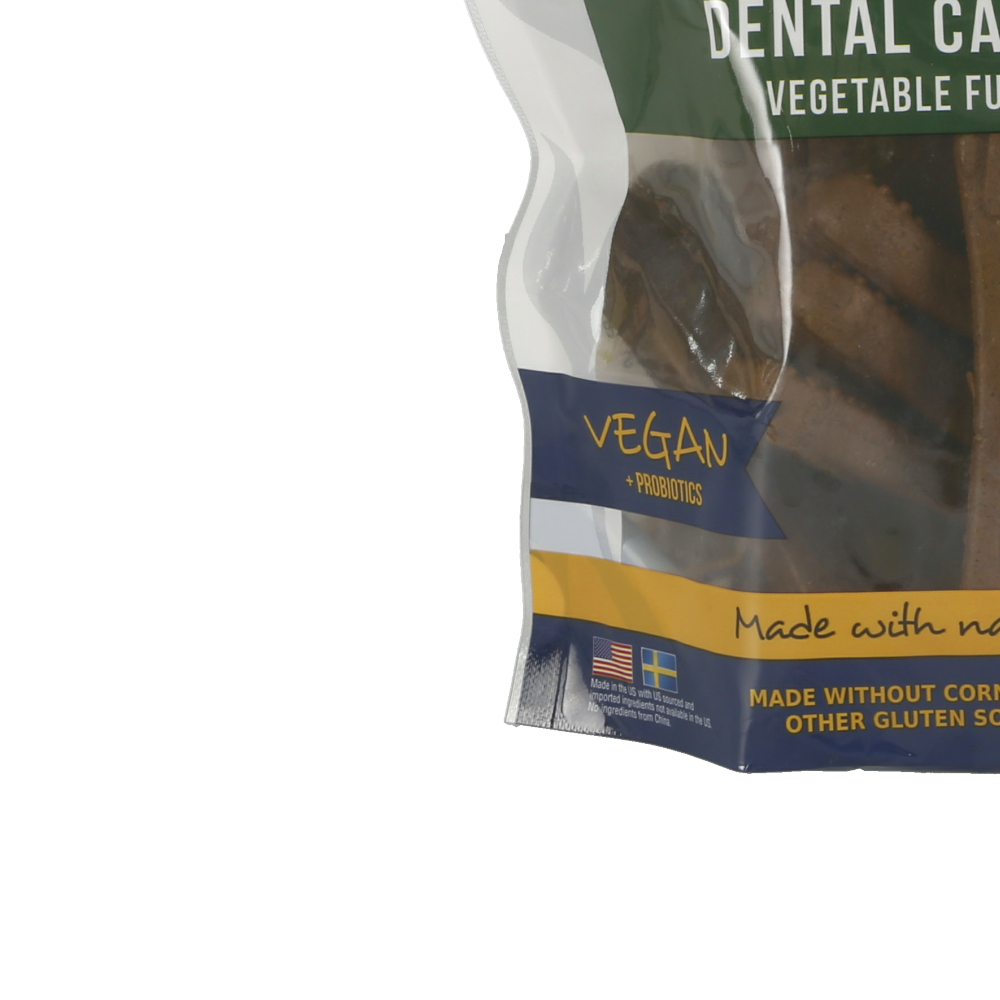 DENTAL CA
VEGETABLE FU
VEGAN
+ PROBIOTICS
Made with na
Made in the US with US sourced and
imported ingredients not available in the US.
No ingredients from China.
MADE WITHOUT CORN
OTHER GLUTEN SO